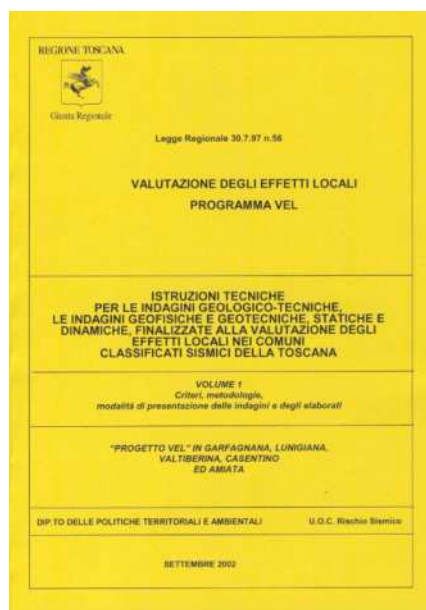 REGIONE TOSCANA
Giunta Regionale
Legge Regionale 30.7.97 n.56
VALUTAZIONE DEGLI EFFETTI LOCALI
PROGRAMMA VEL
ISTRUZIONI TECNICHE
PER LE INDAGINI GEOLOGICO-TECNICHE,
LE INDAGINI GEOFISICHE E GEOTECNICHE, STATICHE E
DINAMICHE, FINALIZZATE ALLA VALUTAZIONE DEGLI
EFFETTI LOCALI NEI COMUNI
CLASSIFICATI SISMICI DELLA TOSCANA
VOLUME 1
Criteri, metodologie,
modalità di presentazione delle indagini e degli elaborati
"PROGETTO VEL" IN GARFAGNANA, LUNIGIANA,
VALTIBERINA, CASENTINO
ED AMIATA
DIP.TO DELLE POLITICHE TERRITORIALI E AMBIENTALI U.O.C. Rischio Sismico
SETTEMBRE 2002